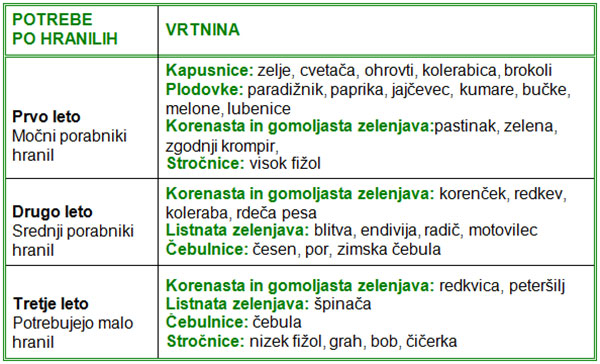 POTREBE
PO HRANILIH
VRTNINA
Prvo leto
Močni porabniki
hranil
Kapusnice: zelje, cvetača, ohrovti, kolerabica, brokoli
Plodovke: paradižnik, paprika, jajčevec, kumare, bučke,
melone, lubenice
Korenasta in gomoljasta zelenjava:pastinak, zelena,
zgodnji krompir,
Stročnice: visok fižol
Drugo leto
Srednji porabniki
hranil
Korenasta in gomoljasta zelenjava: korenček, redkev,
koleraba, rdeča pesa
Listnata zelenjava: blitva, endivija, radič, motovilec
Čebulnice: česen, por, zimska čebula
Tretje leto
Potrebujejo malo
hranil
Korenasta in gomoljasta zelenjava: redkvica, peteršilj
Listnata zelenjava: špinača
Čebulnice: čebula
Stročnice: nizek fižol, grah, bob, čičerka